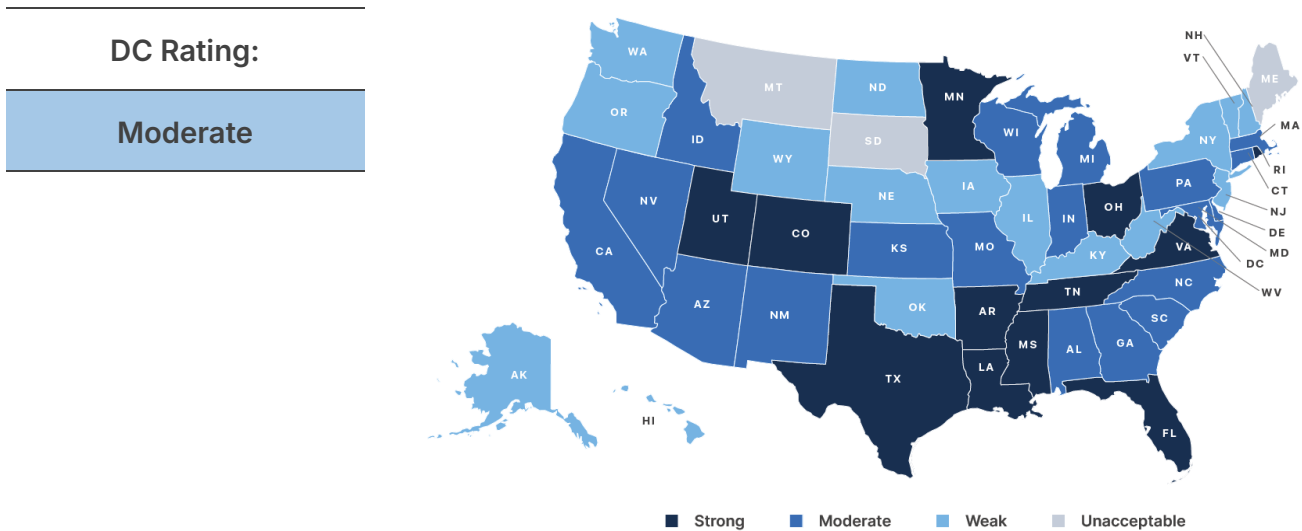 DC Rating:
Moderate
NH
VT
ME
WA
MT
ND
MN
OR
ID
WI
MA
SD
NY
MI
WY
RI
PA
IA
CT
NE
NV
OH
NJ
UT
IL
IN
CO
DE
VA
KS
MO
CA
MD
KY
DC
NC
WV
TN
AZ
OK
NM
AR
SC
MS
GA
AL
LA
AK
TX
HI
FL
Strong
Moderate
Weak
Unacceptable